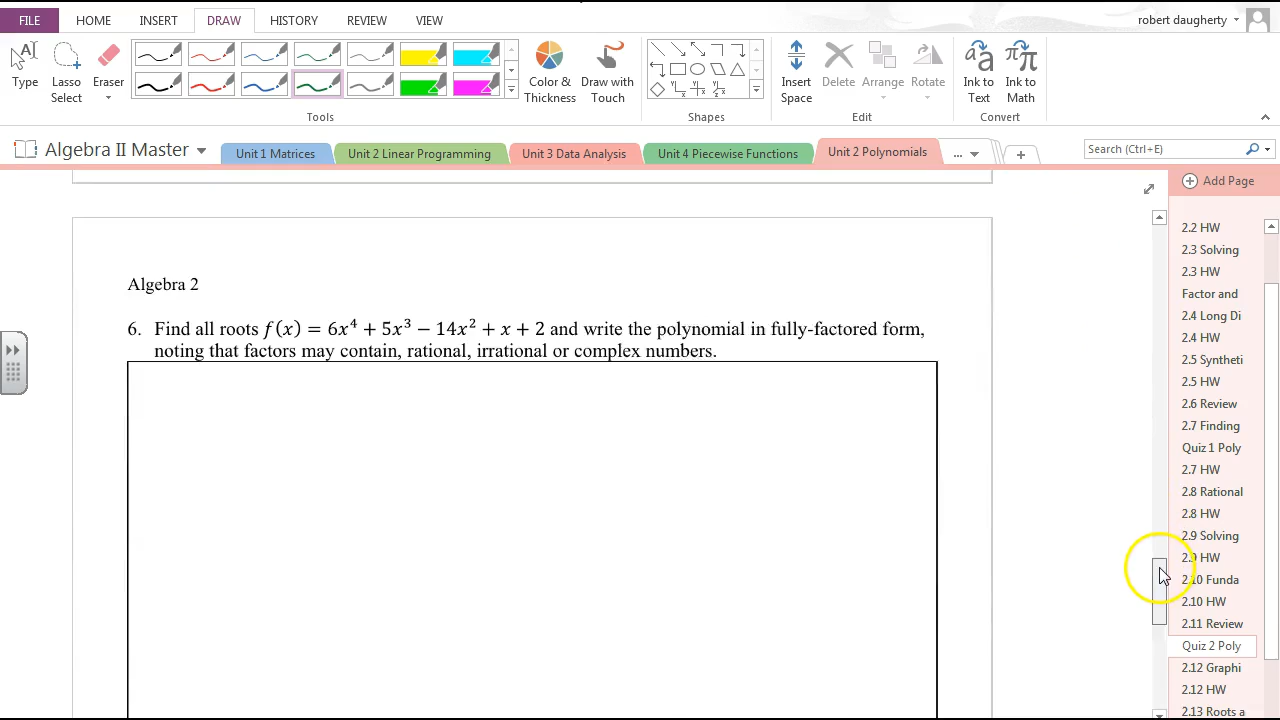 FILE HOME INSERT DRAW HISTORY REVIEW VIEW robert daugherty
Type Lasso Select Eraser Color & Thickness Draw with Touch Insert Space Delete Arrange Rotate Ink to Text Ink to Math
Tools Shapes Edit Convert
Algebra II Master Unit 1 Matrices Unit 2 Linear Programming Unit 3 Data Analysis Unit 4 Piecewise Functions Unit 2 Polynomials ... + Search (Ctrl+E)
Add Page
Algebra 2
6. Find all roots f(x) = 6x⁴ + 5x³ − 14x² + x + 2 and write the polynomial in fully-factored form,
noting that factors may contain, rational, irrational or complex numbers.
2.2 HW
2.3 Solving
2.3 HW
Factor and
2.4 Long Di
2.4 HW
2.5 Syntheti
2.5 HW
2.6 Review
2.7 Finding
Quiz 1 Poly
2.7 HW
2.8 Rational
2.8 HW
2.9 Solving
2.9 HW
2.10 Funda
2.10 HW
2.11 Review
Quiz 2 Poly
2.12 Graphi
2.12 HW
2.13 Roots a